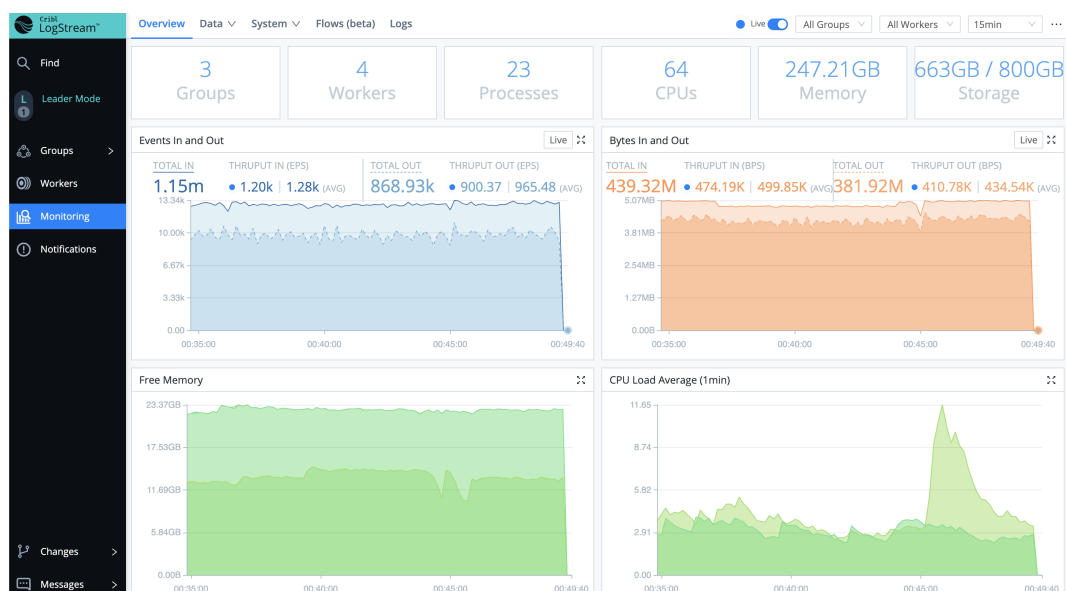 Cribl
LogStream™
Overview Data System Flows (beta) Logs
Live All Groups All Workers 15min ...
Find
L
1
Leader Mode
Groups
Workers
Monitoring
Notifications
Changes
Messages
3
Groups
4
Workers
23
Processes
64
CPUs
247.21GB
Memory
663GB / 800GB
Storage
Events In and Out Live
TOTAL IN THRUPUT IN (EPS) TOTAL OUT THRUPUT OUT (EPS)
1.15m 1.20k | 1.28k (AVG) 868.93k 900.37 | 965.48 (AVG)
13.34k
10.00k
6.67k
3.33k
0.00
00:35:00 00:40:00 00:45:00 00:49:40
Bytes In and Out Live
TOTAL IN THRUPUT IN (BPS) TOTAL OUT THRUPUT OUT (BPS)
439.32M 474.19K | 499.85K (AVG) 381.92M 410.78K | 434.54K (AVG)
5.07MB
3.81MB
2.54MB
1.27MB
0.00B
00:35:00 00:40:00 00:45:00 00:49:40
Free Memory
23.37GB
17.53GB
11.69GB
5.84GB
0.00B
00:35:00 00:40:00 00:45:00 00:49:40
CPU Load Average (1min)
11.65
8.74
5.82
2.91
0.00
00:35:00 00:40:00 00:45:00 00:49:40